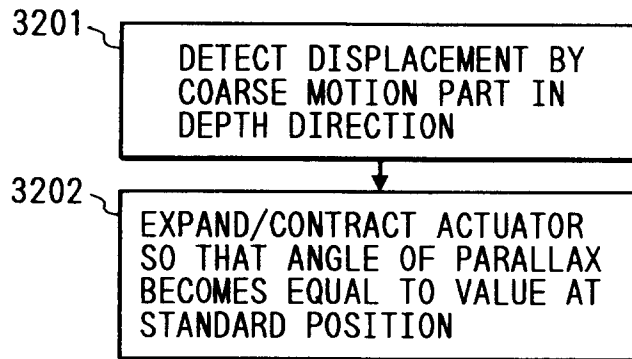 3201
DETECT DISPLACEMENT BY
COARSE MOTION PART IN
DEPTH DIRECTION
3202
EXPAND/CONTRACT ACTUATOR
SO THAT ANGLE OF PARALLAX
BECOMES EQUAL TO VALUE AT
STANDARD POSITION